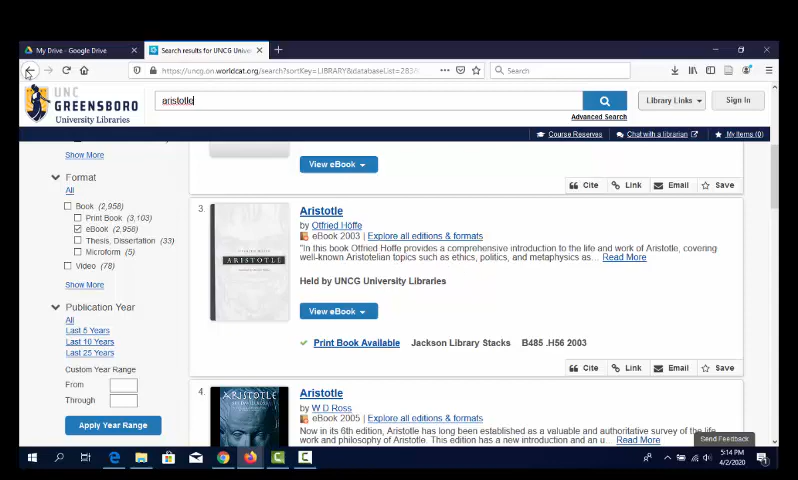 My Drive - Google Drive
Search results for UNCG Unive
https://uncg.on.worldcat.org/search?sortKey=LIBRARY&databaseList=283
Search
UNC
GREENSBORO
University Libraries
aristotle
Library Links
Sign In
Advanced Search
Course Reserves
Chat with a librarian
My Items (0)
Show More
Format
All
Book (2,958)
Print Book (3,103)
eBook (2,958)
Thesis, Dissertation (33)
Microform (5)
Video (78)
Show More
Publication Year
All
Last 5 Years
Last 10 Years
Last 25 Years
Custom Year Range
From
Through
Apply Year Range
View eBook
Cite
Link
Email
Save
3.
Aristotle
by Otfried Höffe
eBook 2003 | Explore all editions & formats
"In this book Otfried Hoffe provides a comprehensive introduction to the life and work of Aristotle, covering
well-known Aristotelian topics such as ethics, politics, and metaphysics as... Read More
Held by UNCG University Libraries
View eBook
Print Book Available
Jackson Library Stacks
B485 .H56 2003
ARISTOTLE
Cite
Link
Email
Save
4.
Aristotle
by W D Ross
eBook 2005 | Explore all editions & formats
Now in its 6th edition, Aristotle has long been established as a valuable and authoritative survey of the life,
work and philosophy of Aristotle. This edition has a new introduction and an u... Read More
ARISTOTLE
Send Feedback
5:14 PM
4/2/2020